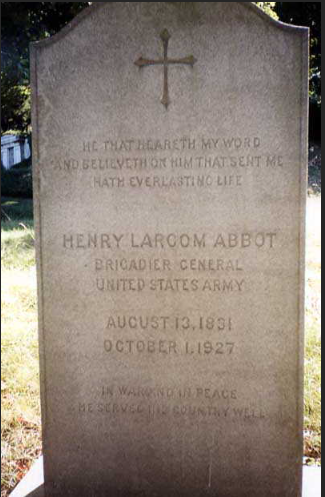 HE THAT HEARETH MY WORD
AND BELIEVETH ON HIM THAT SENT ME
HATH EVERLASTING LIFE
HENRY LARCOM ABBOT
BRIGADIER GENERAL
UNITED STATES ARMY
AUGUST 13, 1831
OCTOBER 1, 1927
IN WAR AND IN PEACE
HE SERVED HIS COUNTRY WELL